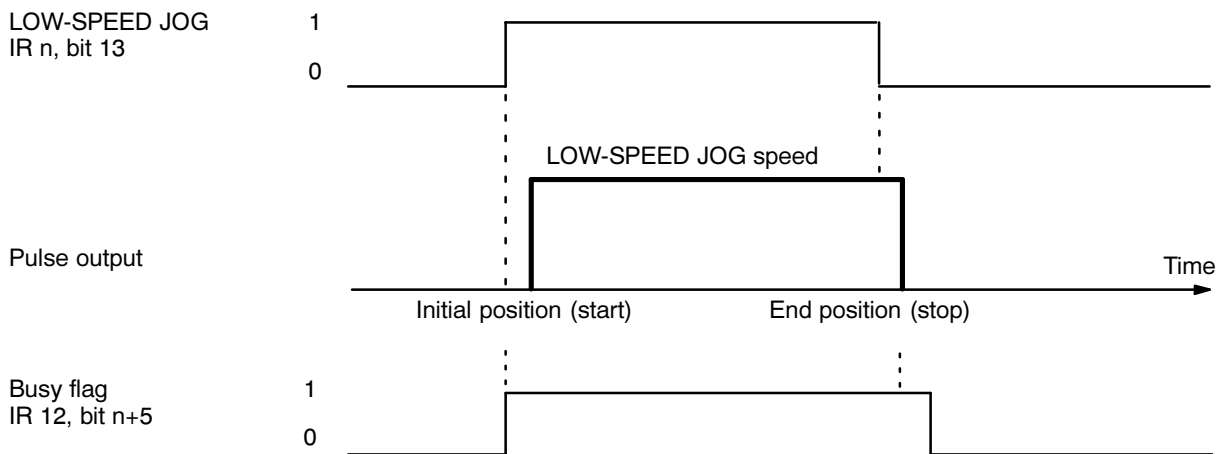 LOW-SPEED JOG
IR n, bit 13
1
0
LOW-SPEED JOG speed
Pulse output
Time
Initial position (start)
End position (stop)
Busy flag
IR 12, bit n+5
1
0